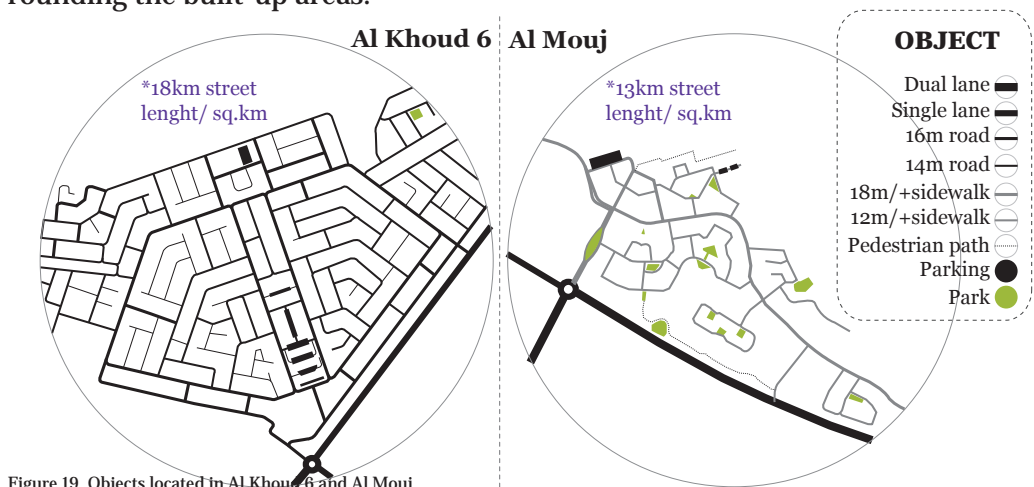 rounding the built-up areas.
Al Khoud 6
*18km street
lenght/ sq.km
Al Mouj
*13km street
lenght/ sq.km
OBJECT
Dual lane
Single lane
16m road
14m road
18m/+sidewalk
12m/+sidewalk
Pedestrian path
Parking
Park
Figure 19. Objects located in Al Khoud 6 and Al Mouj